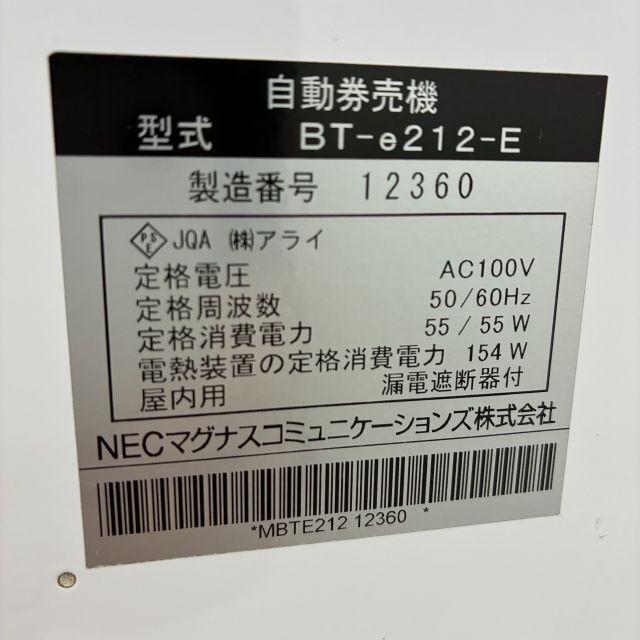 自動券売機
型式 BT-e212-E
製造番号 12360
PSE JQA ㈱アライ
定格電圧 AC100V
定格周波数 50/60Hz
定格消費電力 55/55W
電熱装置の定格消費電力 154W
屋内用 漏電遮断器付
NECマグナスコミュニケーションズ株式会社
*MBTE212 12360 *